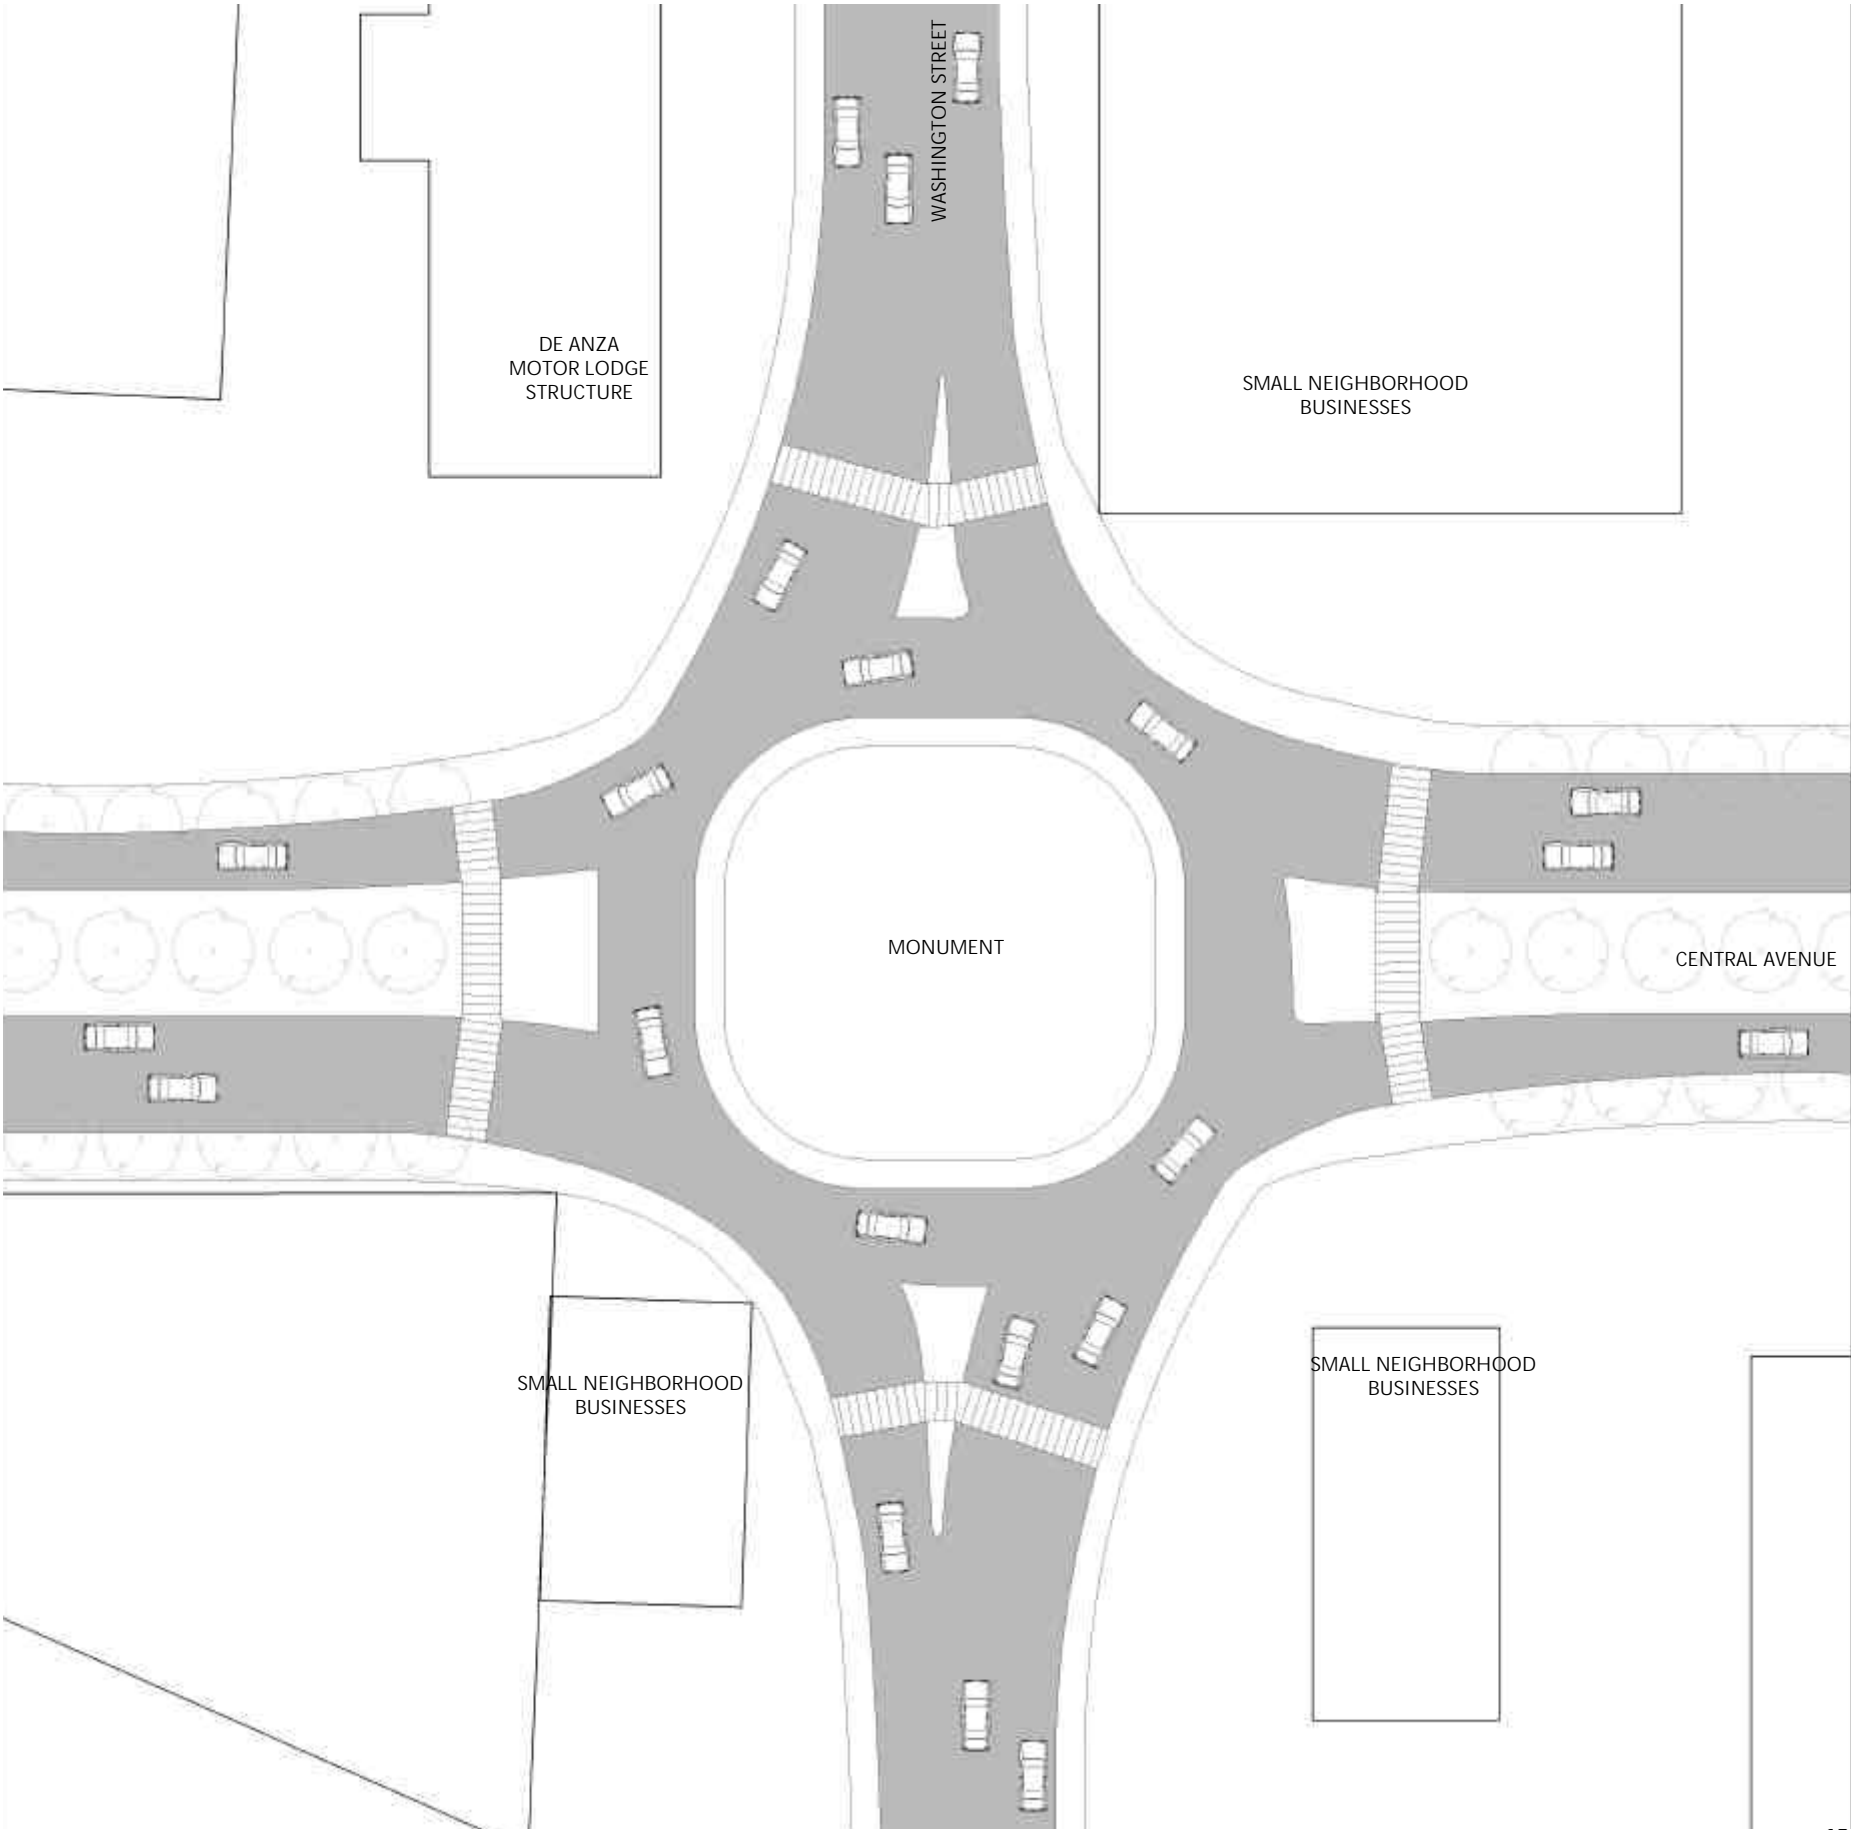 WASHINGTON STREET
DE ANZA
MOTOR LODGE
STRUCTURE
SMALL NEIGHBORHOOD
BUSINESSES
MONUMENT
CENTRAL AVENUE
SMALL NEIGHBORHOOD
BUSINESSES
SMALL NEIGHBORHOOD
BUSINESSES